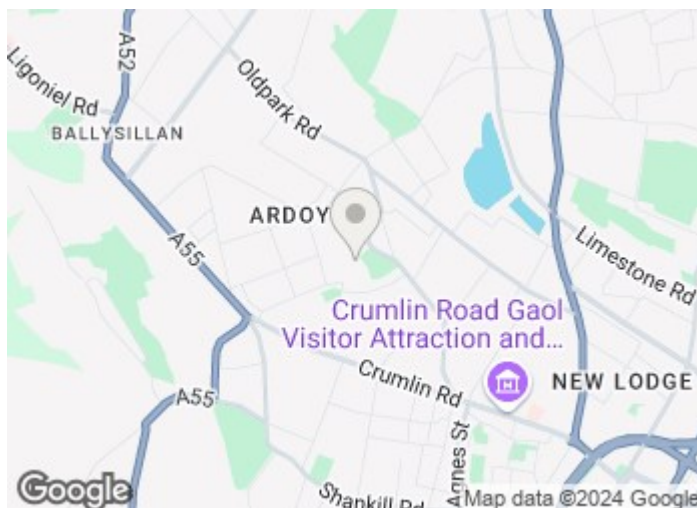 A52
Ligoniel Rd
BALLYSILLAN
Oldpark Rd
ARDOY
A55
Limestone Rd
Crumlin Road Gaol
Visitor Attraction and...
Crumlin Rd
NEW LODGE
A55
Agnes St
Shankill Rd
Google
Map data ©2024 Google